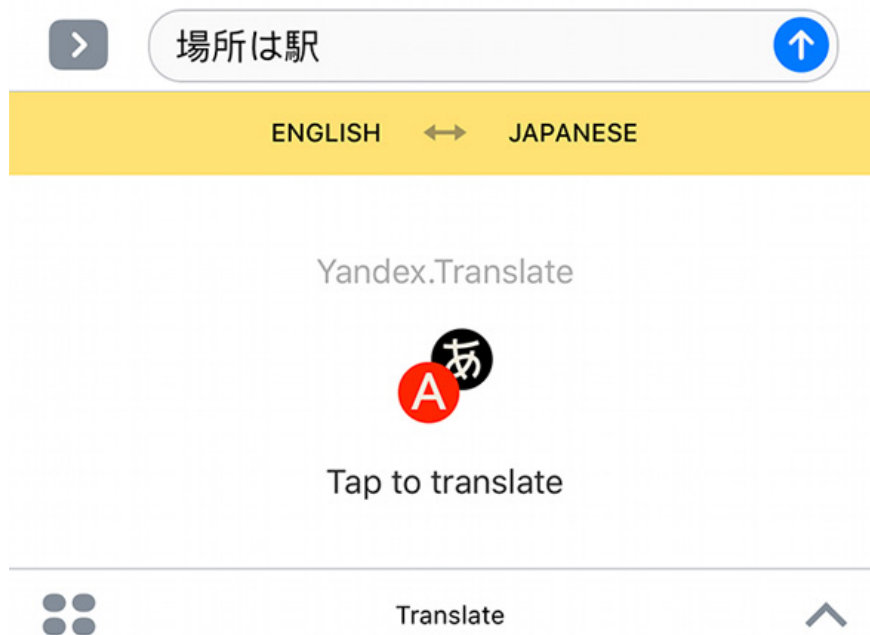 場所は駅
ENGLISH ↔ JAPANESE
Yandex.Translate
あ
A
Tap to translate
Translate